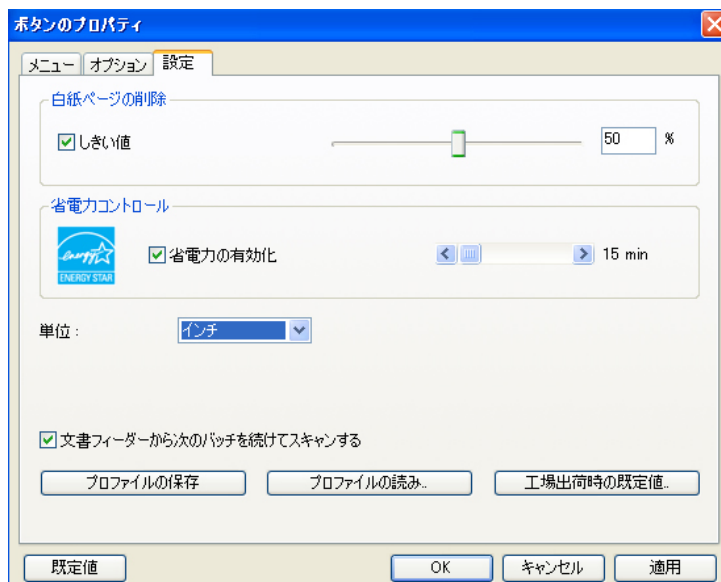 ボタンのプロパティ
メニュー オプション 設定
白紙ページの削除
しきい値 50 %
省電力コントロール
energy
ENERGY STAR
省電力の有効化 15 min
単位 : インチ
文書フィーダーから次のバッチを続けてスキャンする
プロファイルの保存 プロファイルの読み.. 工場出荷時の既定値..
既定値 OK キャンセル 適用